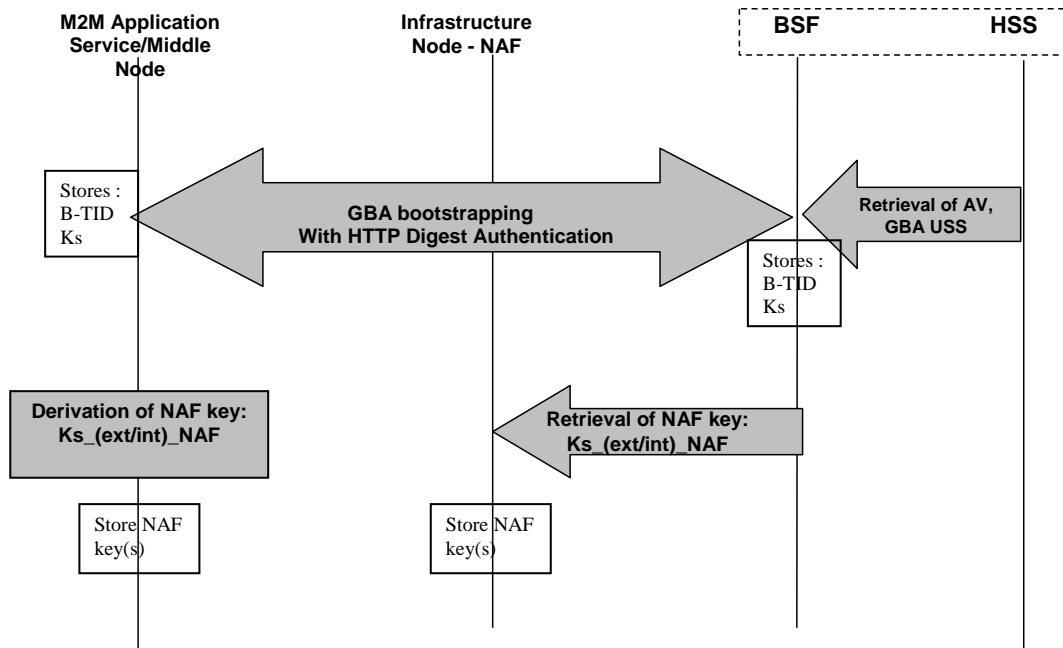 M2M Application
Service/Middle
Node
Infrastructure
Node - NAF
BSF
HSS
Stores :
B-TID
Ks
GBA bootstrapping
With HTTP Digest Authentication
Retrieval of AV,
GBA USS
Stores :
B-TID
Ks
Derivation of NAF key:
Ks_(ext/int)_NAF
Retrieval of NAF key:
Ks_(ext/int)_NAF
Store NAF
key(s)
Store NAF
key(s)